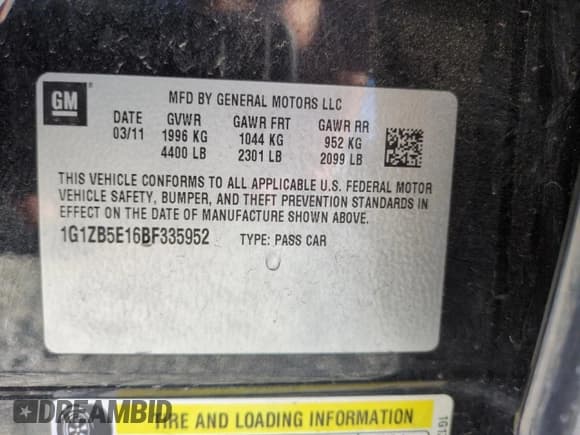 GM
MFD BY GENERAL MOTORS LLC
DATE GVWR GAWR FRT GAWR RR
03/11 1996 KG 1044 KG 952 KG
4400 LB 2301 LB 2099 LB
THIS VEHICLE CONFORMS TO ALL APPLICABLE U.S. FEDERAL MOTOR
VEHICLE SAFETY, BUMPER, AND THEFT PREVENTION STANDARDS IN
EFFECT ON THE DATE OF MANUFACTURE SHOWN ABOVE.
1G1ZB5E16BF335952 TYPE: PASS CAR
TIRE AND LOADING INFORMATION
1G1
DREAMBID